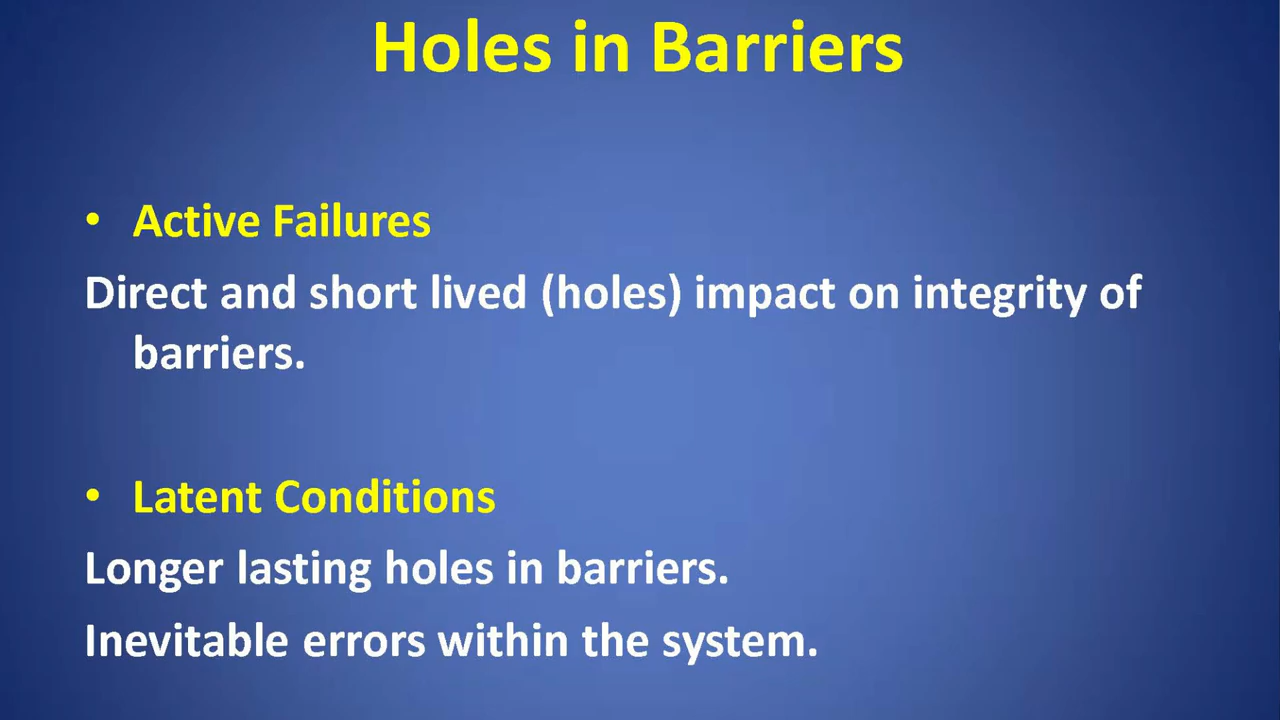 Holes in Barriers
• Active Failures
Direct and short lived (holes) impact on integrity of
barriers.
• Latent Conditions
Longer lasting holes in barriers.
Inevitable errors within the system.